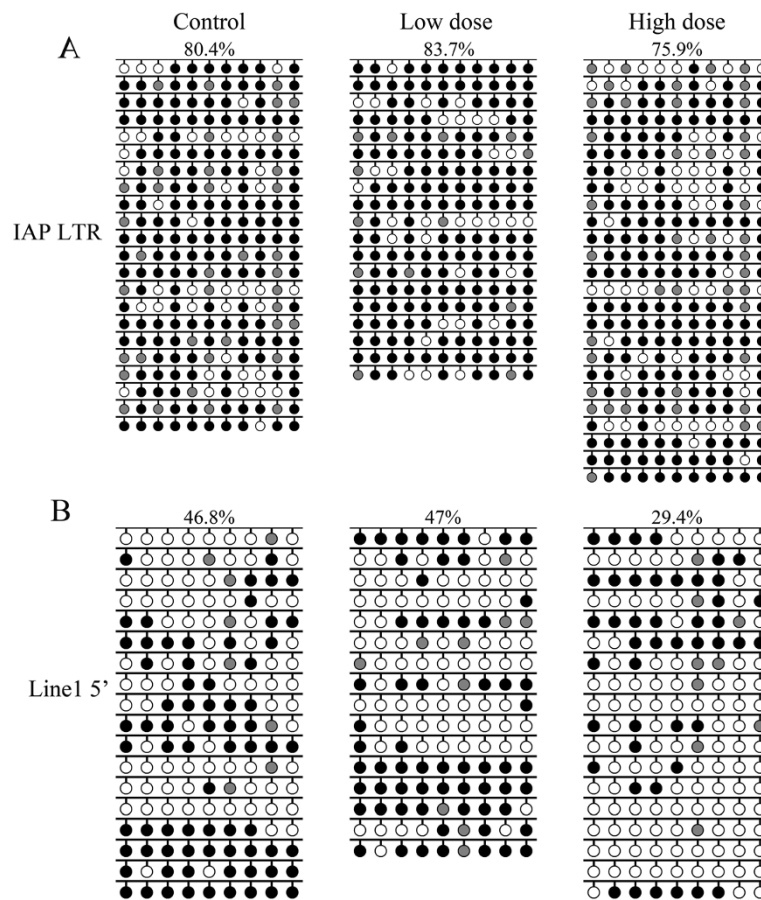 Control Low dose High dose
A 80.4% 83.7% 75.9%
IAP LTR
B 46.8% 47% 29.4%
Line1 5’